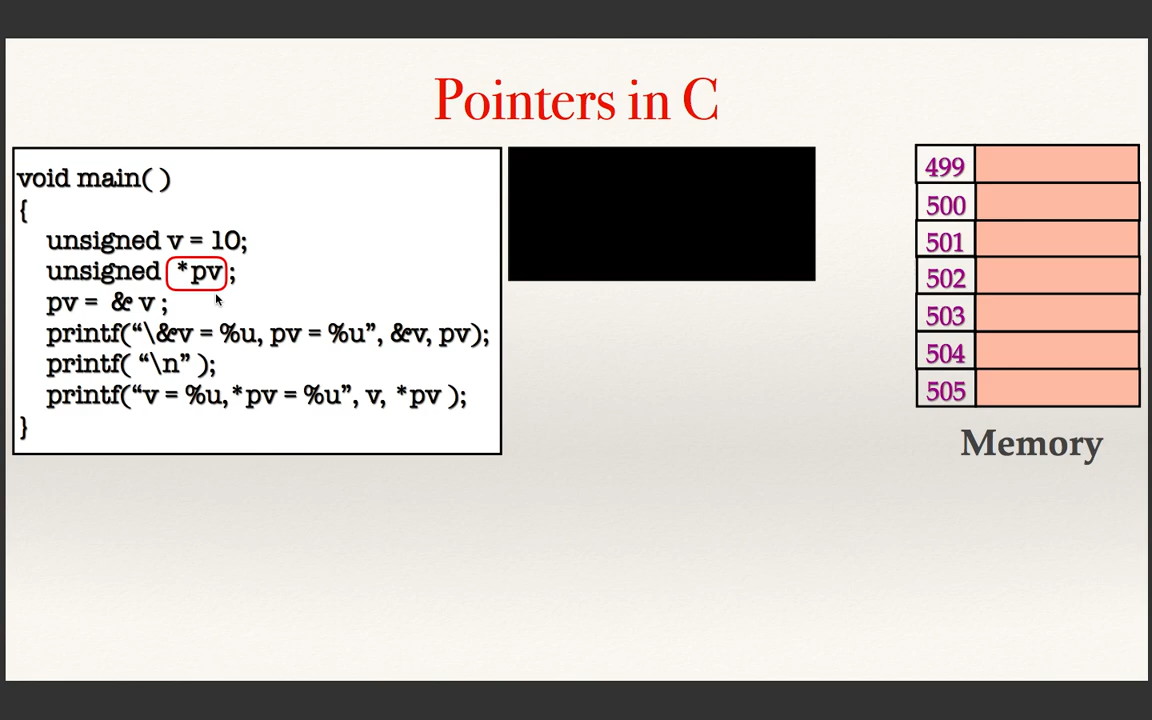 Pointers in C
void main( )
{
unsigned v = 10;
unsigned *pv ;
pv = & v ;
printf(“\&v = %u, pv = %u”, &v, pv);
printf( “\n” );
printf(“v = %u,*pv = %u”, v, *pv );
}
499
500
501
502
503
504
505
Memory